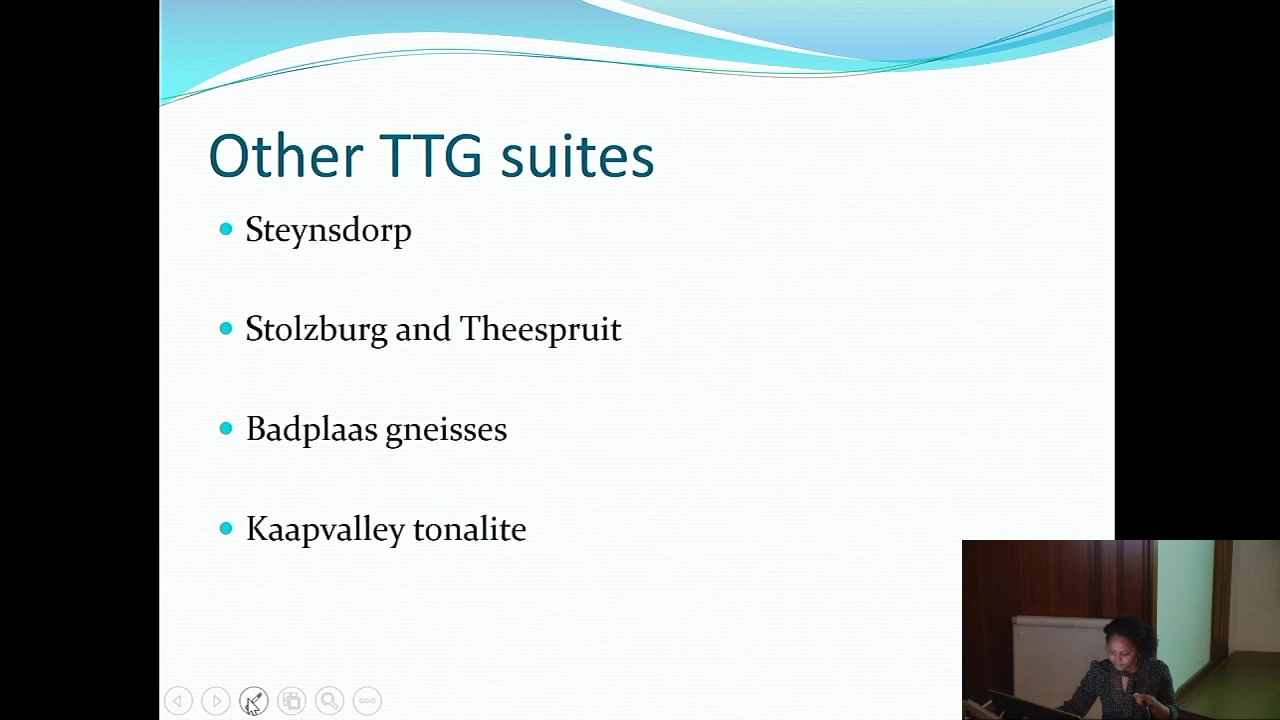 Other TTG suites
Steynsdorp
Stolzburg and Theespruit
Badplaas gneisses
Kaapvalley tonalite